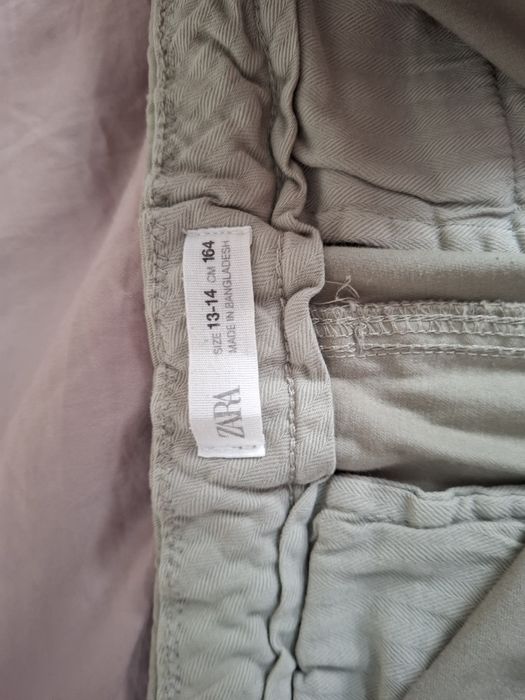 ZARA
SIZE 13-14 CM 164
MADE IN BANGLADESH